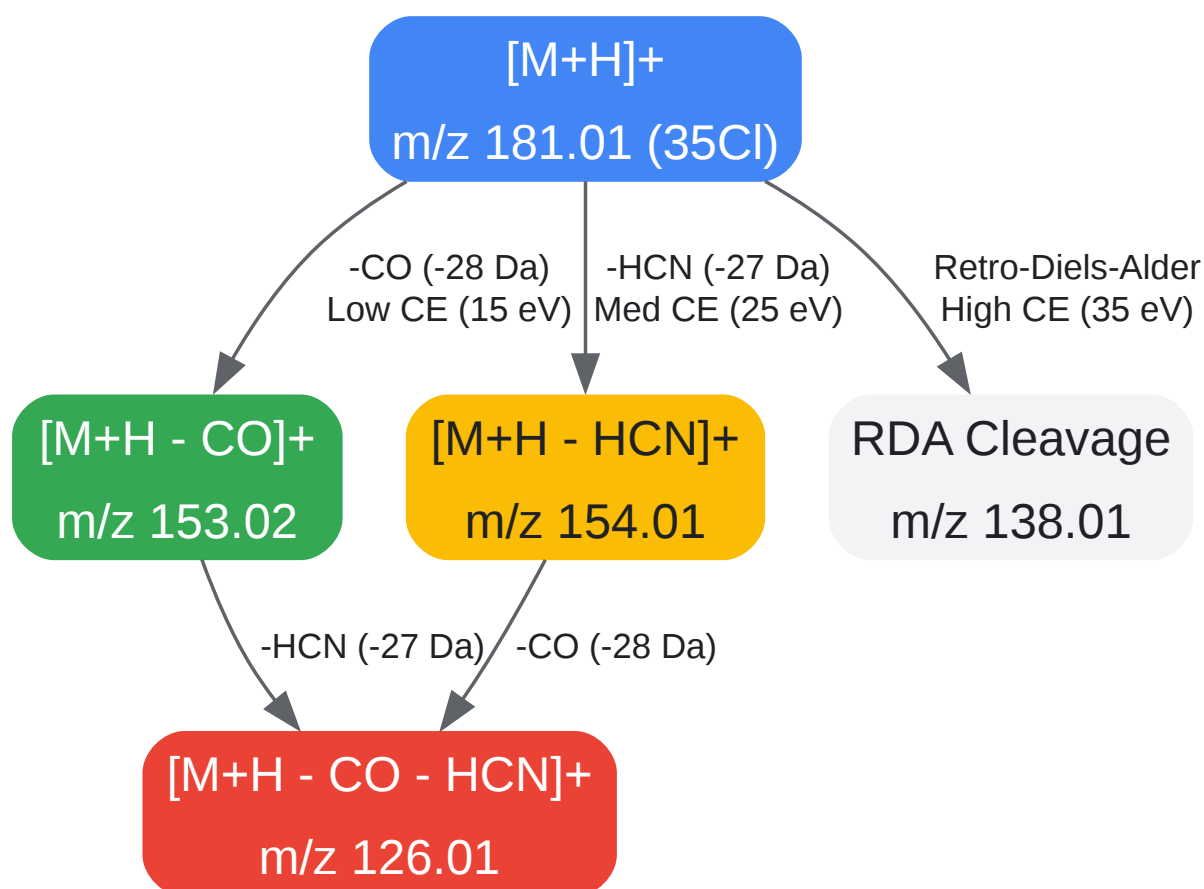 [M+H]+
m/z 181.01 (35Cl)
-CO (-28 Da)
Low CE (15 eV)
-HCN (-27 Da)
Med CE (25 eV)
Retro-Diels-Alder
High CE (35 eV)
[M+H - CO]+
m/z 153.02
[M+H - HCN]+
m/z 154.01
RDA Cleavage
m/z 138.01
-HCN (-27 Da)
-CO (-28 Da)
[M+H - CO - HCN]+
m/z 126.01